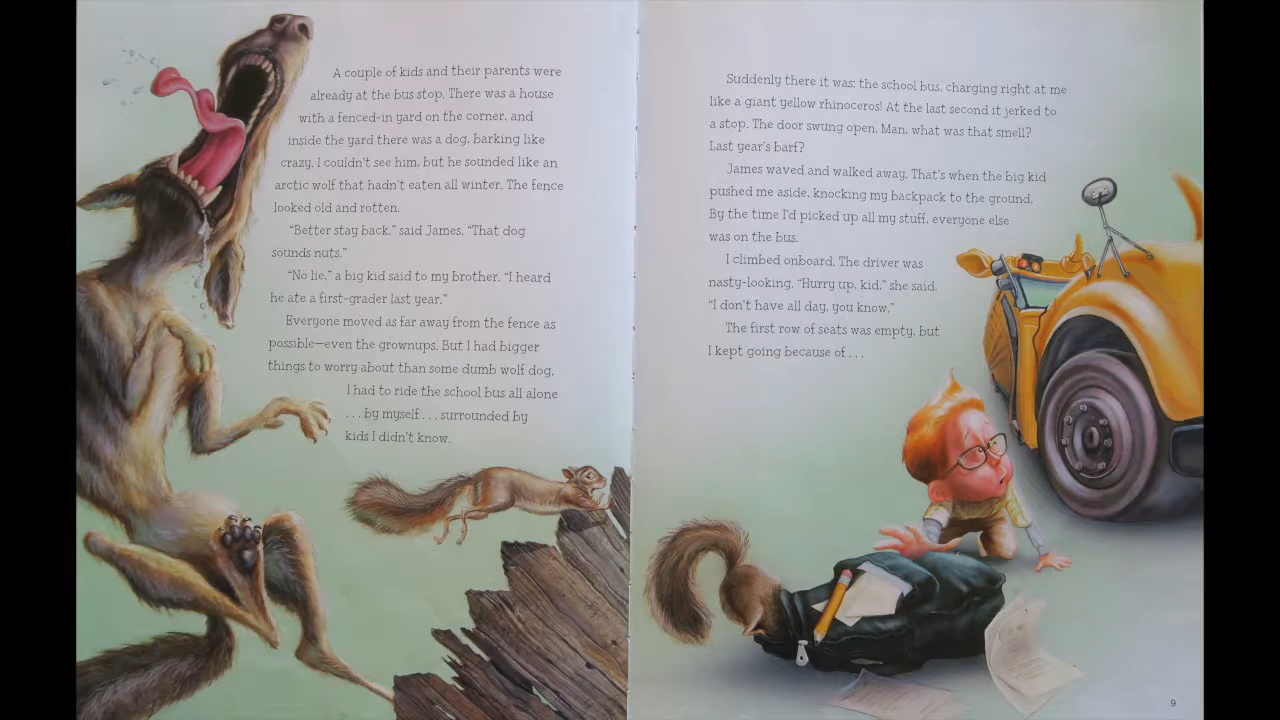 A couple of kids and their parents were
already at the bus stop. There was a house
with a fenced-in yard on the corner, and
inside the yard there was a dog, barking like
crazy. I couldn't see him, but he sounded like an
arctic wolf that hadn't eaten all winter. The fence
looked old and rotten.
"Better stay back," said James. "That dog
sounds nuts."
"No lie," a big kid said to my brother. "I heard
he ate a first-grader last year."
Everyone moved as far away from the fence as
possible—even the grownups. But I had bigger
things to worry about than some dumb wolf dog.
I had to ride the school bus all alone
. . . by myself . . . surrounded by
kids I didn't know.
Suddenly there it was: the school bus, charging right at me
like a giant yellow rhinoceros! At the last second it jerked to
a stop. The door swung open. Man, what was that smell?
Last year's barf?
James waved and walked away. That's when the big kid
pushed me aside, knocking my backpack to the ground.
By the time I'd picked up all my stuff, everyone else
was on the bus.
I climbed onboard. The driver was
nasty-looking. "Hurry up, kid," she said.
"I don't have all day, you know."
The first row of seats was empty, but
I kept going because of . . .
9